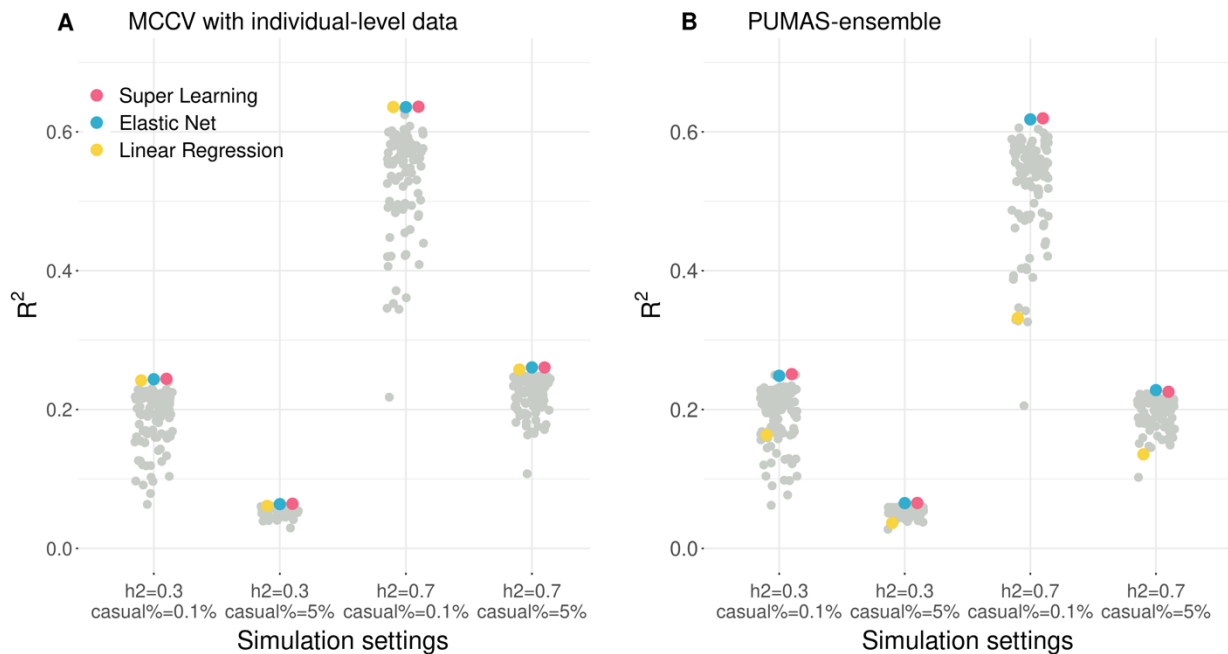 A MCCV with individual-level data
Super Learning
Elastic Net
Linear Regression
R²
0.6
0.4
0.2
0.0
h2=0.3 h2=0.3 h2=0.7 h2=0.7
casual%=0.1% casual%=5% casual%=0.1% casual%=5%
Simulation settings
B PUMAS-ensemble
R²
0.6
0.4
0.2
0.0
h2=0.3 h2=0.3 h2=0.7 h2=0.7
casual%=0.1% casual%=5% casual%=0.1% casual%=5%
Simulation settings